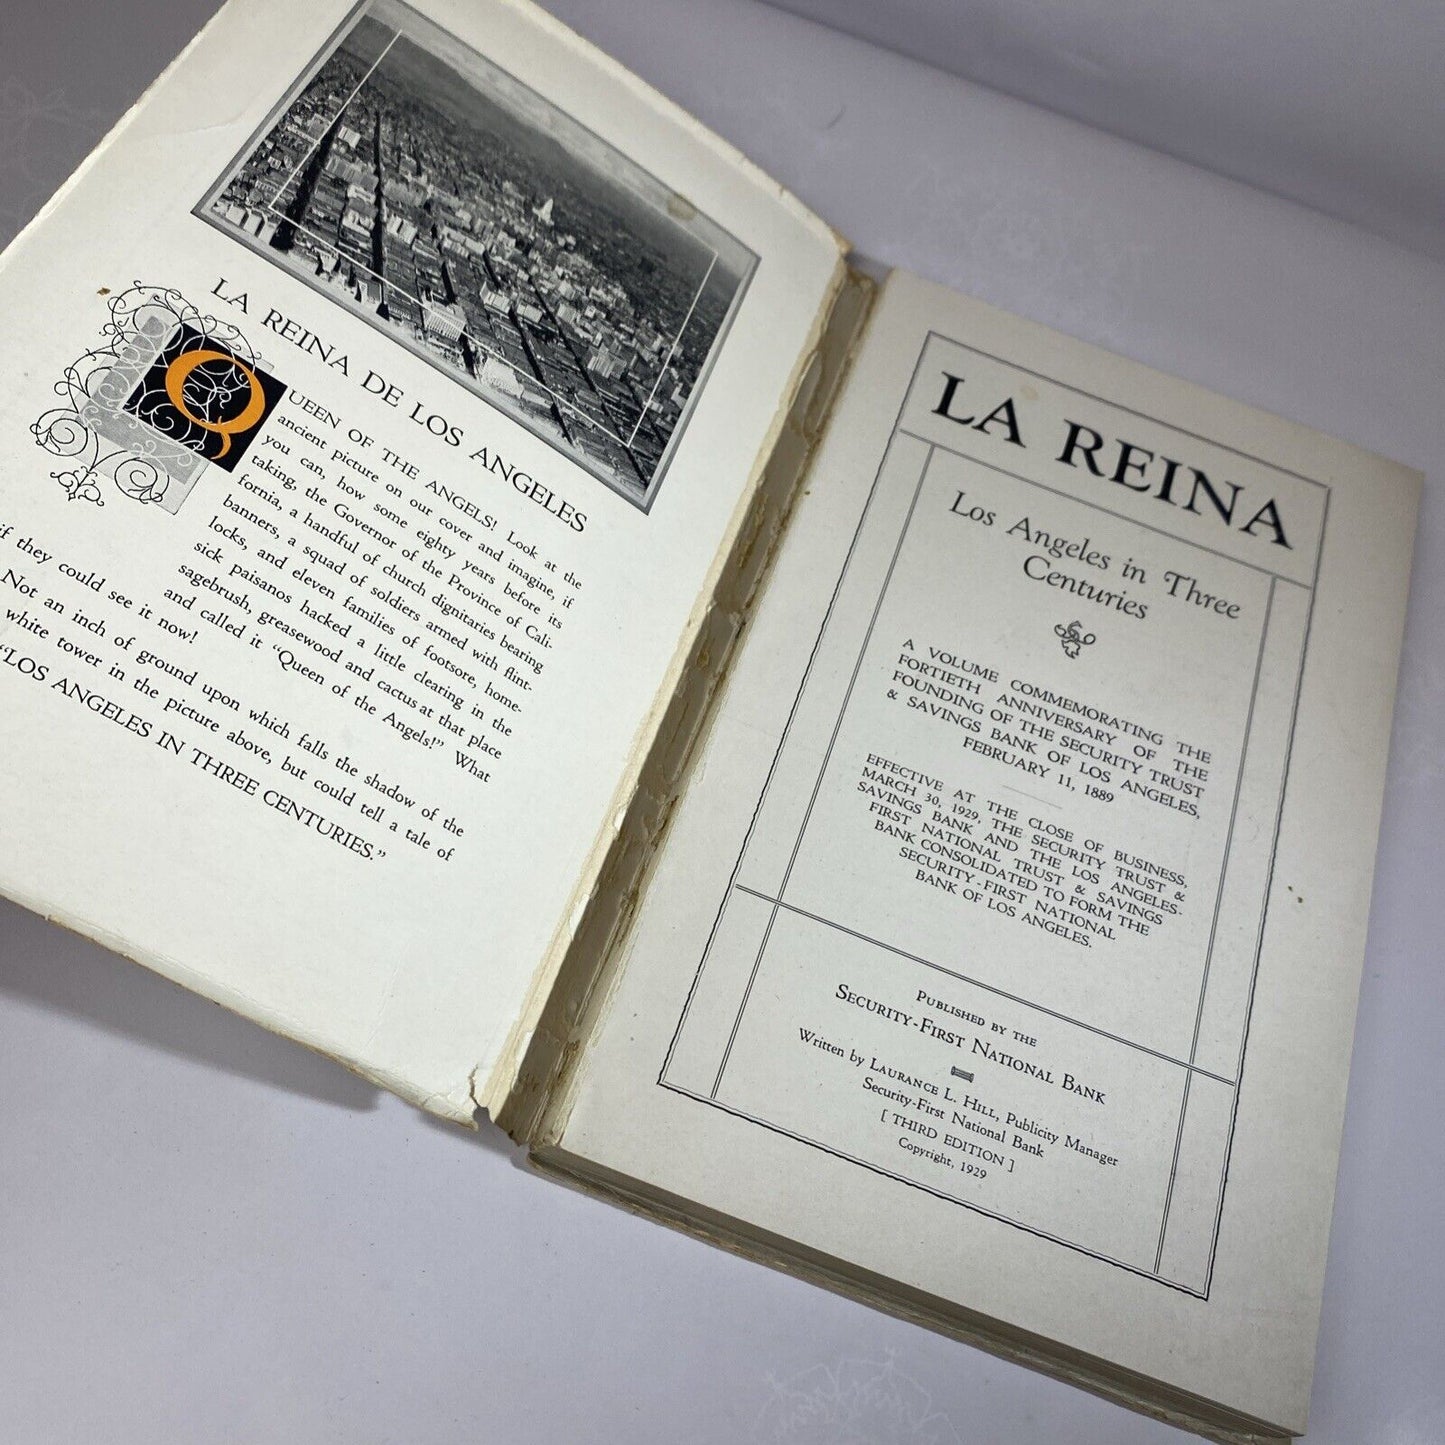 LA REINA DE LOS ANGELES
QUEEN OF THE ANGELS! Look at the
ancient picture on our cover and imagine, if
you can, how some eighty years before its
taking, the Governor of the Province of Cali-
fornia, a handful of church dignitaries bearing
banners, a squad of soldiers armed with flint-
locks, and eleven families of footsore, home-
sick paisanos hacked a little clearing in the
sagebrush, greasewood and cactus at that place
and called it "Queen of the Angels!" What
if they could see it now!
Not an inch of ground upon which falls the shadow of the
white tower in the picture above, but could tell a tale of
"LOS ANGELES IN THREE CENTURIES."
LA REINA
Los Angeles in Three
Centuries
A VOLUME COMMEMORATING THE
FORTIETH ANNIVERSARY OF THE
FOUNDING OF THE SECURITY TRUST
& SAVINGS BANK OF LOS ANGELES,
FEBRUARY 11, 1889
EFFECTIVE AT THE CLOSE OF BUSINESS,
MARCH 30, 1929, THE SECURITY TRUST &
SAVINGS BANK AND THE LOS ANGELES-
FIRST NATIONAL TRUST & SAVINGS
BANK CONSOLIDATED TO FORM THE
SECURITY-FIRST NATIONAL
BANK OF LOS ANGELES.
PUBLISHED BY THE
SECURITY-FIRST NATIONAL BANK
Written by LAURANCE L. HILL, Publicity Manager
Security-First National Bank
[ THIRD EDITION ]
Copyright, 1929